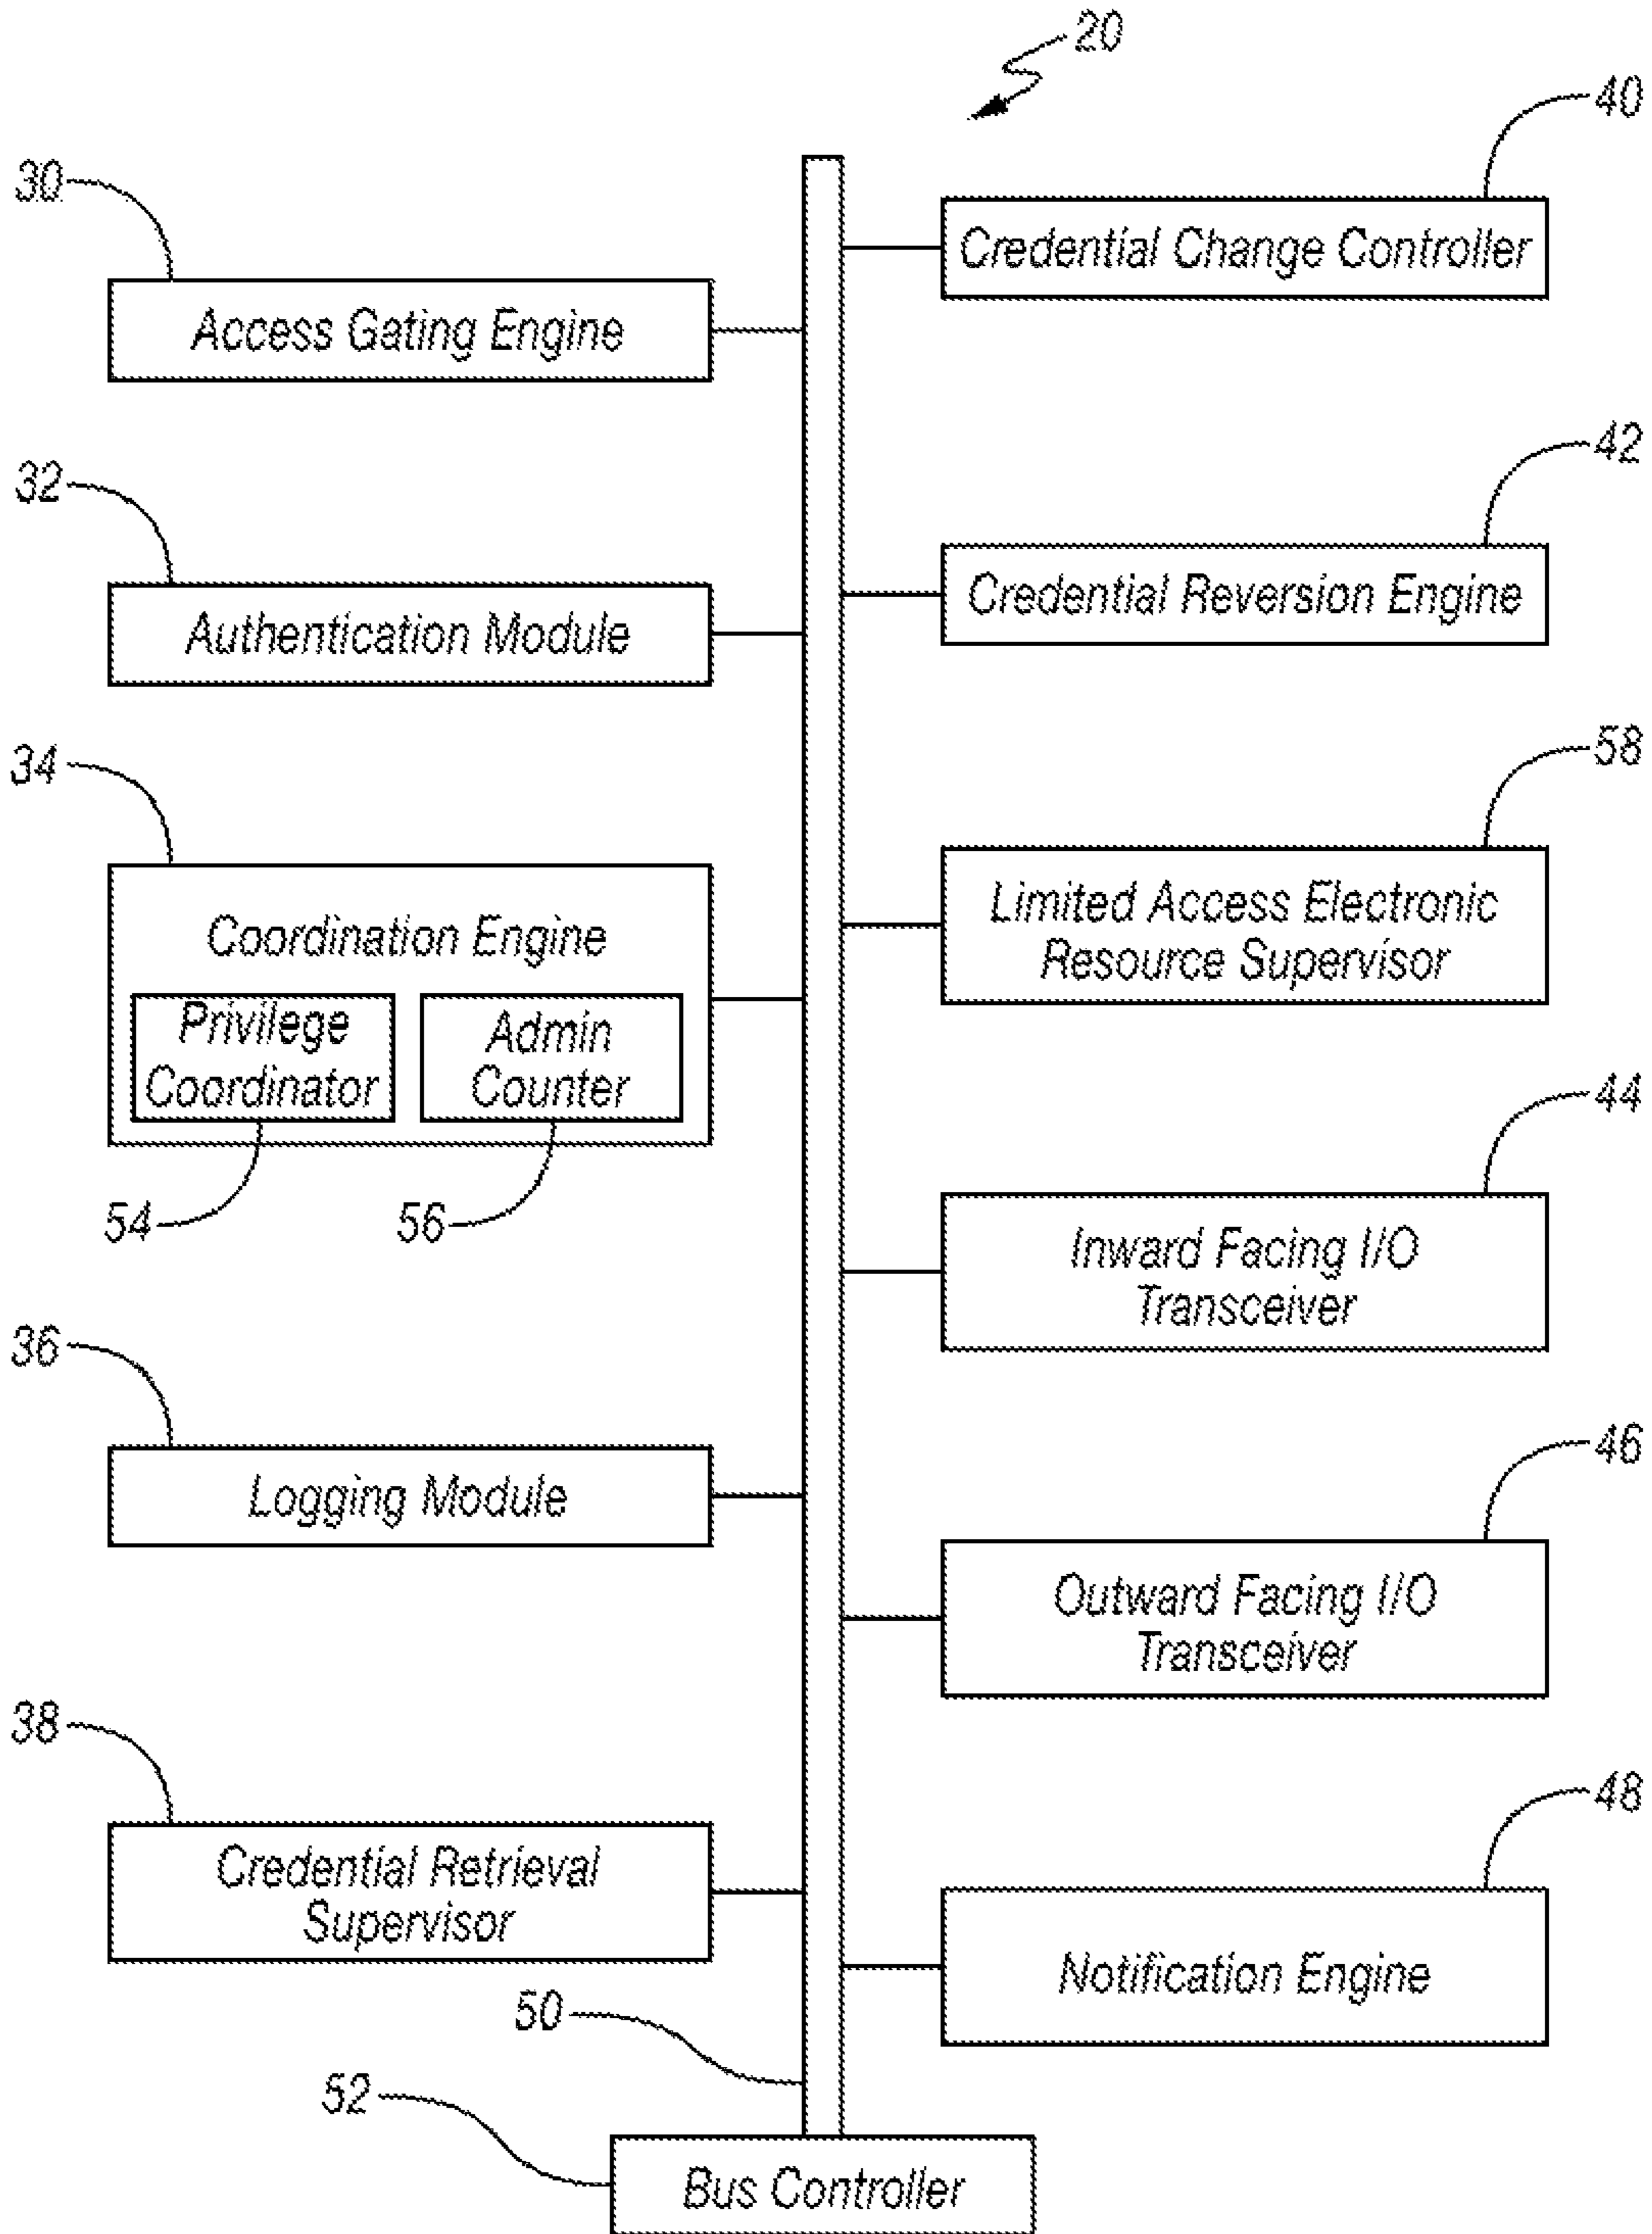 20
40
30
Credential Change Controller
Access Gating Engine
42
32
Credential Reversion Engine
Authentication Module
58
34
Limited Access Electronic
Resource Supervisor
Coordination Engine
Privilege
Coordinator
Admin
Counter
54
56
44
Inward Facing I/O
Transceiver
36
46
Logging Module
Outward Facing I/O
Transceiver
38
48
Credential Retrieval
Supervisor
Notification Engine
50
52
Bus Controller